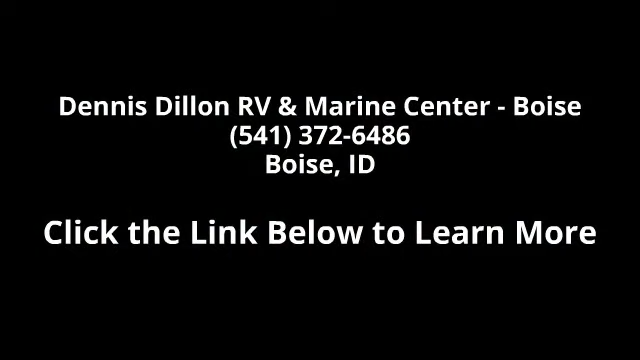 Dennis Dillon RV & Marine Center - Boise
(541) 372-6486
Boise, ID
Click the Link Below to Learn More